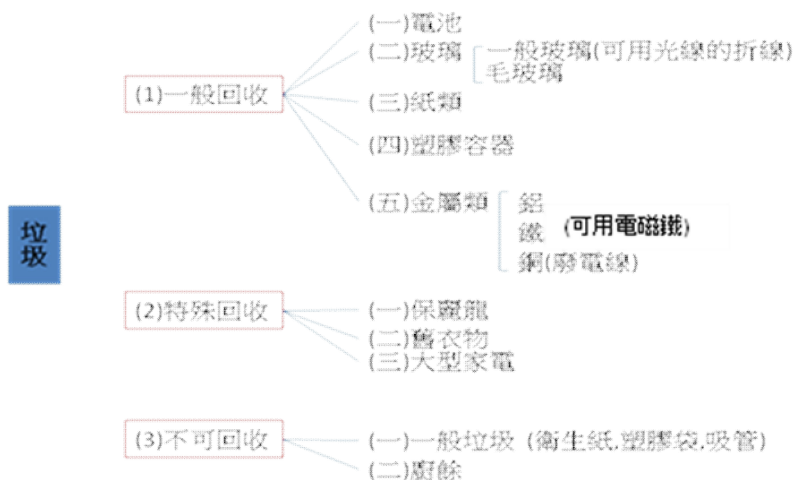 垃圾
(1)一般回收
(一)電池
(二)玻璃
一般玻璃(可用光線的折線)
毛玻璃
(三)紙類
(四)塑膠容器
(五)金屬類
鋁
鐵 (可用電磁鐵)
銅(廢電線)
(2)特殊回收
(一)保麗龍
(二)舊衣物
(三)大型家電
(3)不可回收
(一)一般垃圾 (衛生紙,塑膠袋,吸管)
(二)廚餘